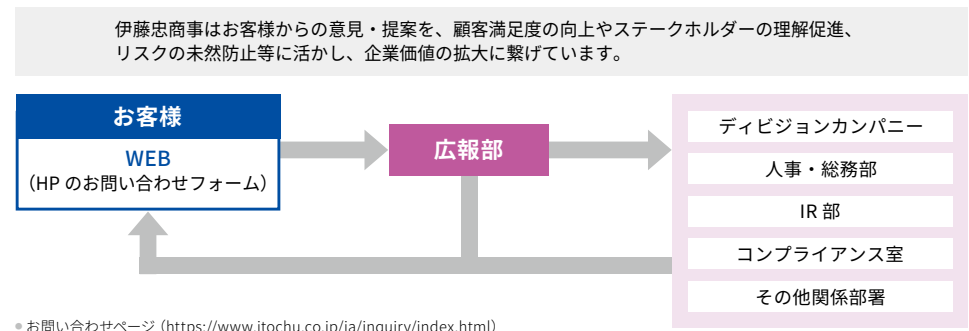 伊藤忠商事はお客様からの意見・提案を、顧客満足度の向上やステークホルダーの理解促進、
リスクの未然防止等に活かし、企業価値の拡大に繋げています。
お客様
WEB
（HP のお問い合わせフォーム）
広報部
ディビジョンカンパニー
人事・総務部
IR 部
コンプライアンス室
その他関係部署
● お問い合わせページ（https://www.itochu.co.jp/ja/inquiry/index.html）